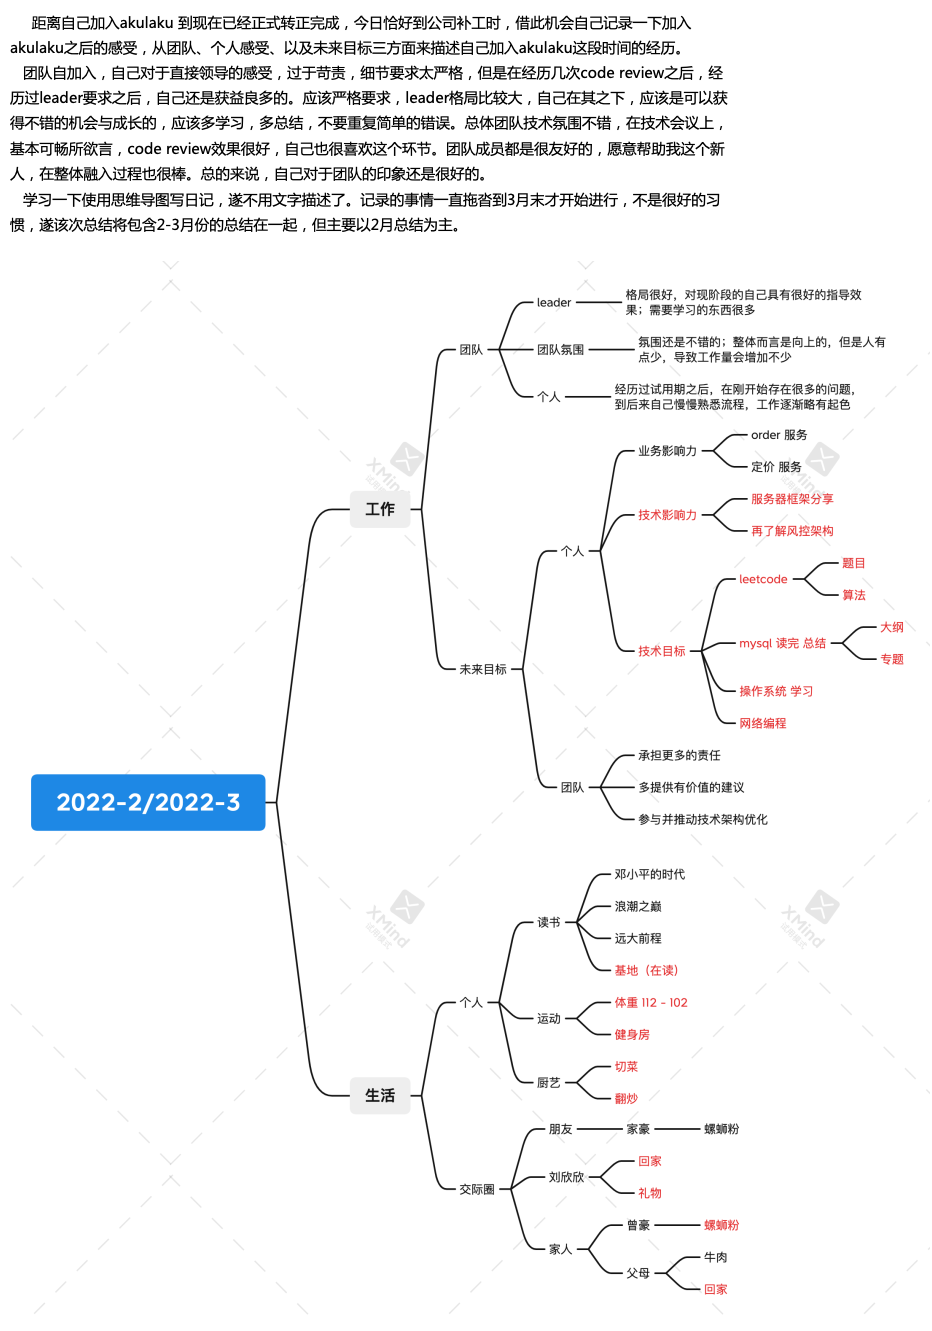 距离自己加入akulaku 到现在已经正式转正完成，今日恰好到公司补工时，借此机会自己记录一下加入
akulaku之后的感受，从团队、个人感受、以及未来目标三方面来描述自己加入akulaku这段时间的经历。
团队自加入，自己对于直接领导的感受，过于苛责，细节要求太严格，但是在经历几次code review之后，经
历过leader要求之后，自己还是获益良多的。应该严格要求，leader格局比较大，自己在其之下，应该是可以获
得不错的机会与成长的，应该多学习，多总结，不要重复简单的错误。总体团队技术氛围不错，在技术会议上，
基本可畅所欲言，code review效果很好，自己也很喜欢这个环节。团队成员都是很友好的，愿意帮助我这个新
人，在整体融入过程也很棒。总的来说，自己对于团队的印象还是很好的。
学习一下使用思维导图写日记，遂不用文字描述了。记录的事情一直拖沓到3月末才开始进行，不是很好的习
惯，遂该次总结将包含2-3月份的总结在一起，但主要以2月总结为主。
2022-2/2022-3
工作
团队
leader
格局很好，对现阶段的自己具有很好的指导效
果；需要学习的东西很多
团队氛围
氛围还是不错的；整体而言是向上的，但是人有
点少，导致工作量会增加不少
个人
经历过试用期之后，在刚开始存在很多的问题，
到后来自己慢慢熟悉流程，工作逐渐略有起色
未来目标
个人
业务影响力
order 服务
定价 服务
技术影响力
服务器框架分享
再了解风控架构
技术目标
leetcode
题目
算法
mysql 读完 总结
大纲
专题
操作系统 学习
网络编程
团队
承担更多的责任
多提供有价值的建议
参与并推动技术架构优化
生活
个人
读书
邓小平的时代
浪潮之巅
远大前程
基地（在读）
运动
体重 112 - 102
健身房
厨艺
切菜
翻炒
交际圈
朋友
家豪
螺蛳粉
刘欣欣
回家
礼物
家人
曾豪
螺蛳粉
父母
牛肉
回家
XMind
试用模式
XMind
试用模式
XMind
试用模式
XMind
试用模式